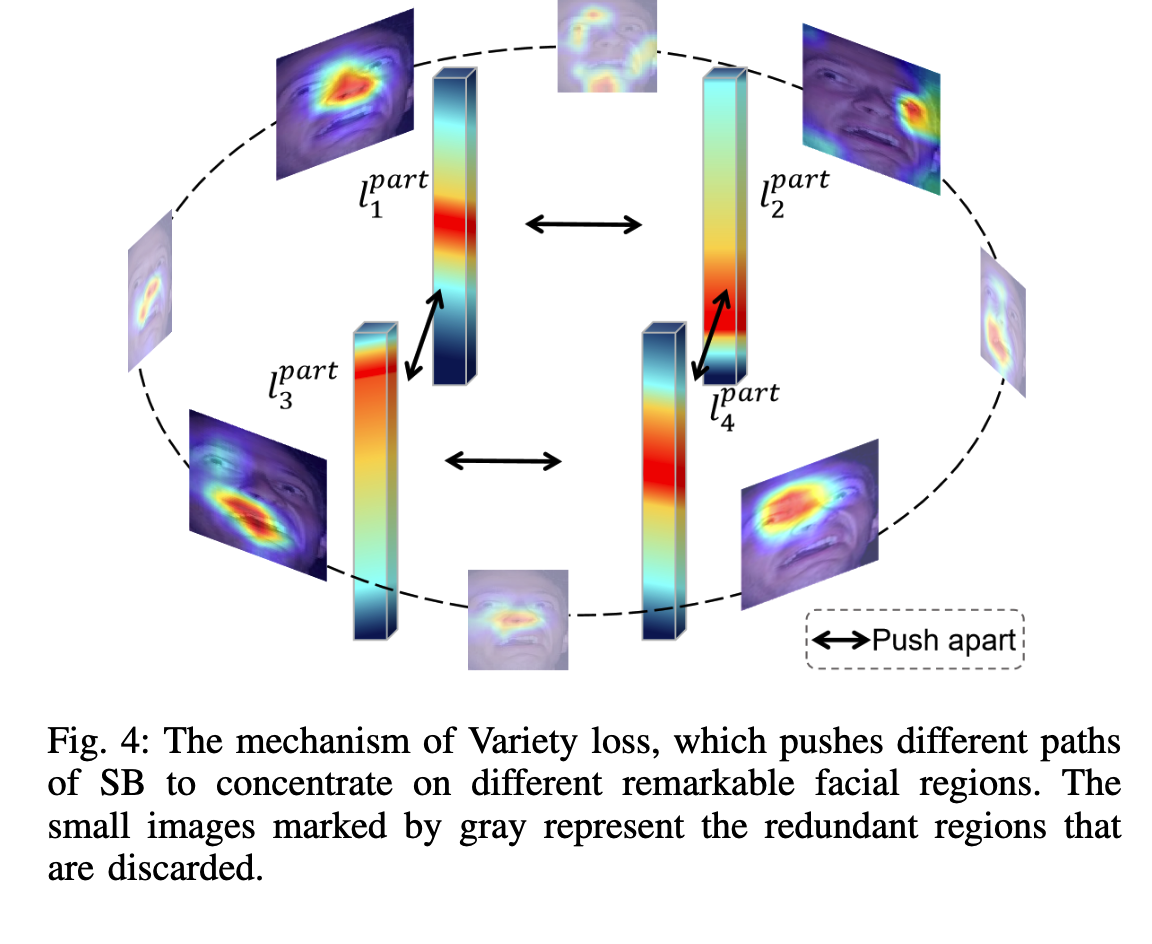 l_1^{part}
l_2^{part}
l_3^{part}
l_4^{part}
Push apart
Fig. 4: The mechanism of Variety loss, which pushes different paths
of SB to concentrate on different remarkable facial regions. The
small images marked by gray represent the redundant regions that
are discarded.